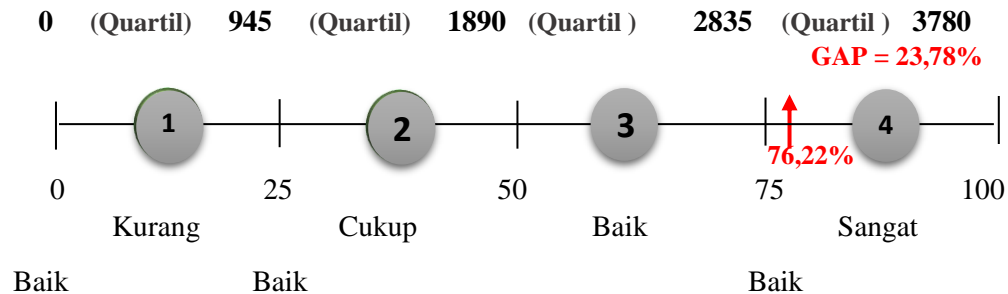 0 (Quartil) 945 (Quartil) 1890 (Quartil ) 2835 (Quartil ) 3780
GAP = 23,78%
1 2 3 4
76,22%
0 25 50 75 100
Kurang Cukup Baik Sangat
Baik Baik Baik